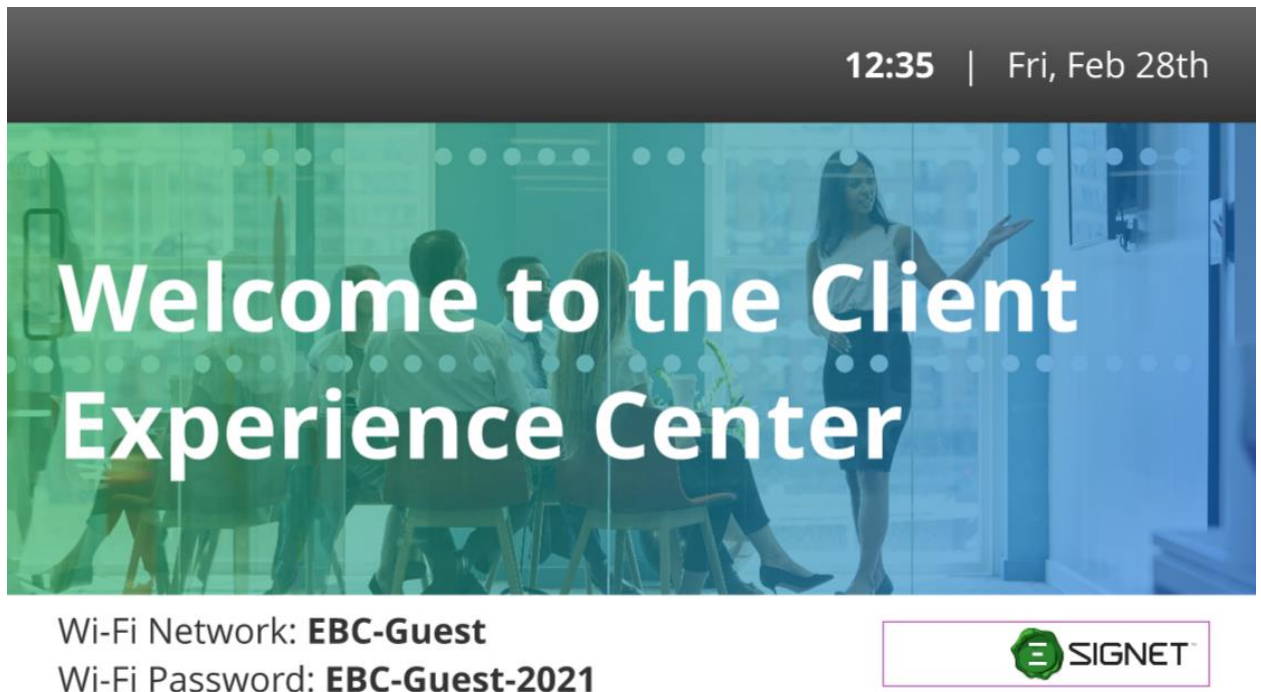 12:35 | Fri, Feb 28th
Welcome to the Client
Experience Center
Wi-Fi Network: EBC-Guest
Wi-Fi Password: EBC-Guest-2021
SIGNET™